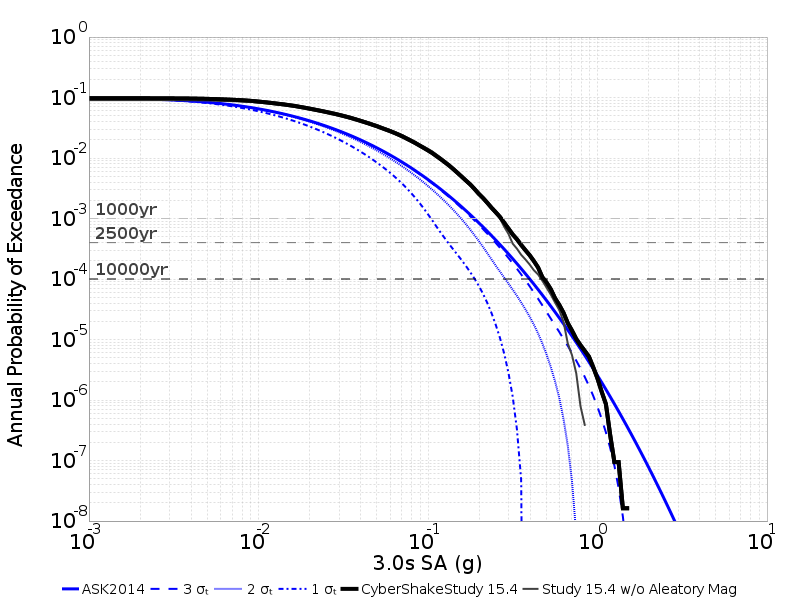 10^0
10^-1
10^-2
10^-3
10^-4
10^-5
10^-6
10^-7
10^-8
Annual Probability of Exceedance
1000yr
2500yr
10000yr
10^-3 10^-2 10^-1 10^0 10^1
3.0s SA (g)
ASK2014 3 σₜ 2 σₜ 1 σₜ CyberShakeStudy 15.4 Study 15.4 w/o Aleatory Mag